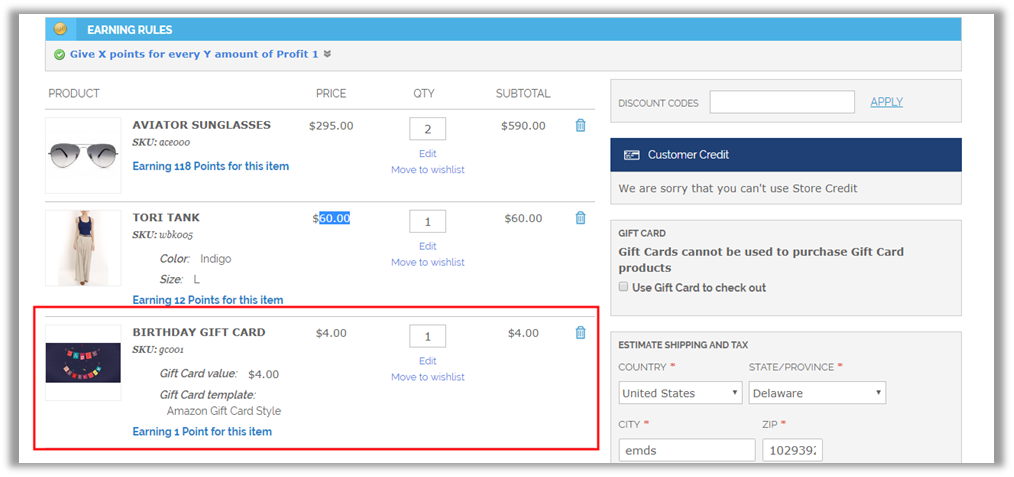 EARNING RULES
Give X points for every Y amount of Profit 1
PRODUCT PRICE QTY SUBTOTAL
AVIATOR SUNGLASSES $295.00 2 $590.00
SKU: ace000
Earning 118 Points for this item
Edit
Move to wishlist
TORI TANK $60.00 1 $60.00
SKU: wbk005
Color: Indigo
Size: L
Edit
Move to wishlist
Earning 12 Points for this item
BIRTHDAY GIFT CARD $4.00 1 $4.00
SKU: gc001
Gift Card value: $4.00
Edit
Move to wishlist
Gift Card template:
Amazon Gift Card Style
Earning 1 Point for this item
DISCOUNT CODES APPLY
Customer Credit
We are sorry that you can't use Store Credit
GIFT CARD
Gift Cards cannot be used to purchase Gift Card
products
Use Gift Card to check out
ESTIMATE SHIPPING AND TAX
COUNTRY * STATE/PROVINCE *
United States Delaware
CITY * ZIP *
emds 102939